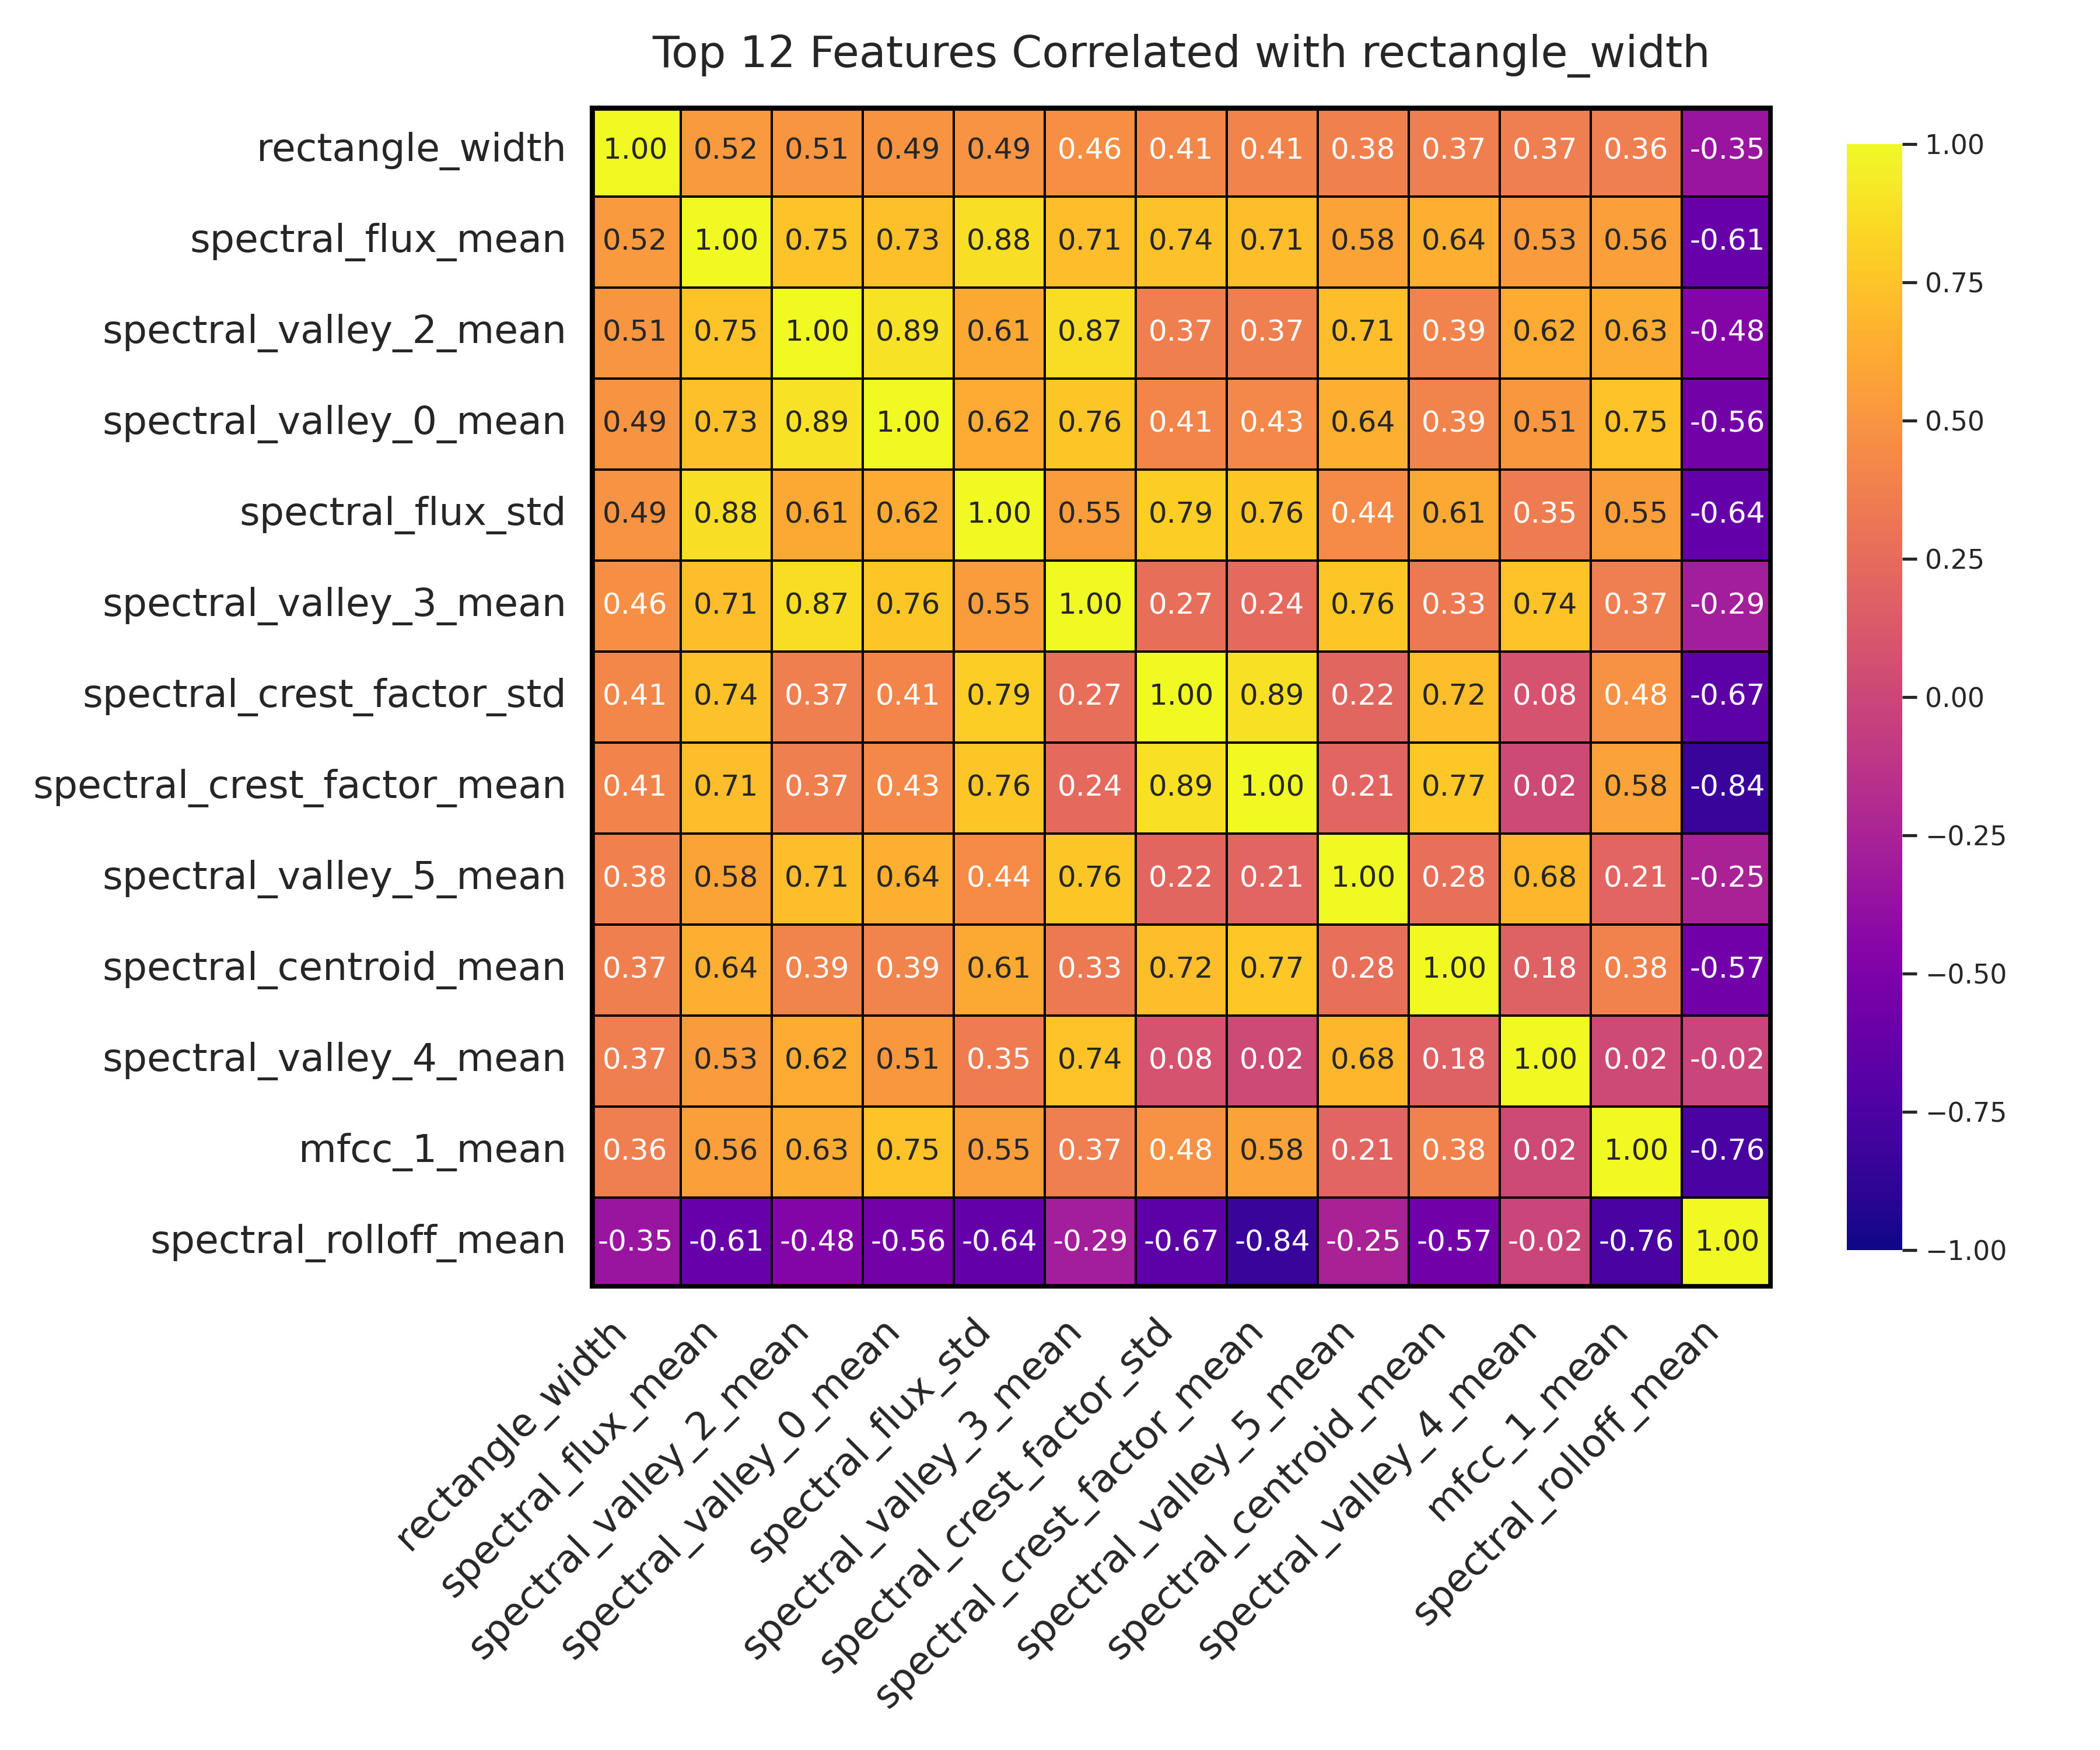 Top 12 Features Correlated with rectangle_width
rectangle_width 1.00 0.52 0.51 0.49 0.49 0.46 0.41 0.41 0.38 0.37 0.37 0.36 -0.35
spectral_flux_mean 0.52 1.00 0.75 0.73 0.88 0.71 0.74 0.71 0.58 0.64 0.53 0.56 -0.61
spectral_valley_2_mean 0.51 0.75 1.00 0.89 0.61 0.87 0.37 0.37 0.71 0.39 0.62 0.63 -0.48
spectral_valley_0_mean 0.49 0.73 0.89 1.00 0.62 0.76 0.41 0.43 0.64 0.39 0.51 0.75 -0.56
spectral_flux_std 0.49 0.88 0.61 0.62 1.00 0.55 0.79 0.76 0.44 0.61 0.35 0.55 -0.64
spectral_valley_3_mean 0.46 0.71 0.87 0.76 0.55 1.00 0.27 0.24 0.76 0.33 0.74 0.37 -0.29
spectral_crest_factor_std 0.41 0.74 0.37 0.41 0.79 0.27 1.00 0.89 0.22 0.72 0.08 0.48 -0.67
spectral_crest_factor_mean 0.41 0.71 0.37 0.43 0.76 0.24 0.89 1.00 0.21 0.77 0.02 0.58 -0.84
spectral_valley_5_mean 0.38 0.58 0.71 0.64 0.44 0.76 0.22 0.21 1.00 0.28 0.68 0.21 -0.25
spectral_centroid_mean 0.37 0.64 0.39 0.39 0.61 0.33 0.72 0.77 0.28 1.00 0.18 0.38 -0.57
spectral_valley_4_mean 0.37 0.53 0.62 0.51 0.35 0.74 0.08 0.02 0.68 0.18 1.00 0.02 -0.02
mfcc_1_mean 0.36 0.56 0.63 0.75 0.55 0.37 0.48 0.58 0.21 0.38 0.02 1.00 -0.76
spectral_rolloff_mean -0.35 -0.61 -0.48 -0.56 -0.64 -0.29 -0.67 -0.84 -0.25 -0.57 -0.02 -0.76 1.00
rectangle_width
spectral_flux_mean
spectral_valley_2_mean
spectral_valley_0_mean
spectral_flux_std
spectral_valley_3_mean
spectral_crest_factor_std
spectral_crest_factor_mean
spectral_valley_5_mean
spectral_centroid_mean
spectral_valley_4_mean
mfcc_1_mean
spectral_rolloff_mean
1.00
0.75
0.50
0.25
0.00
−0.25
−0.50
−0.75
−1.00